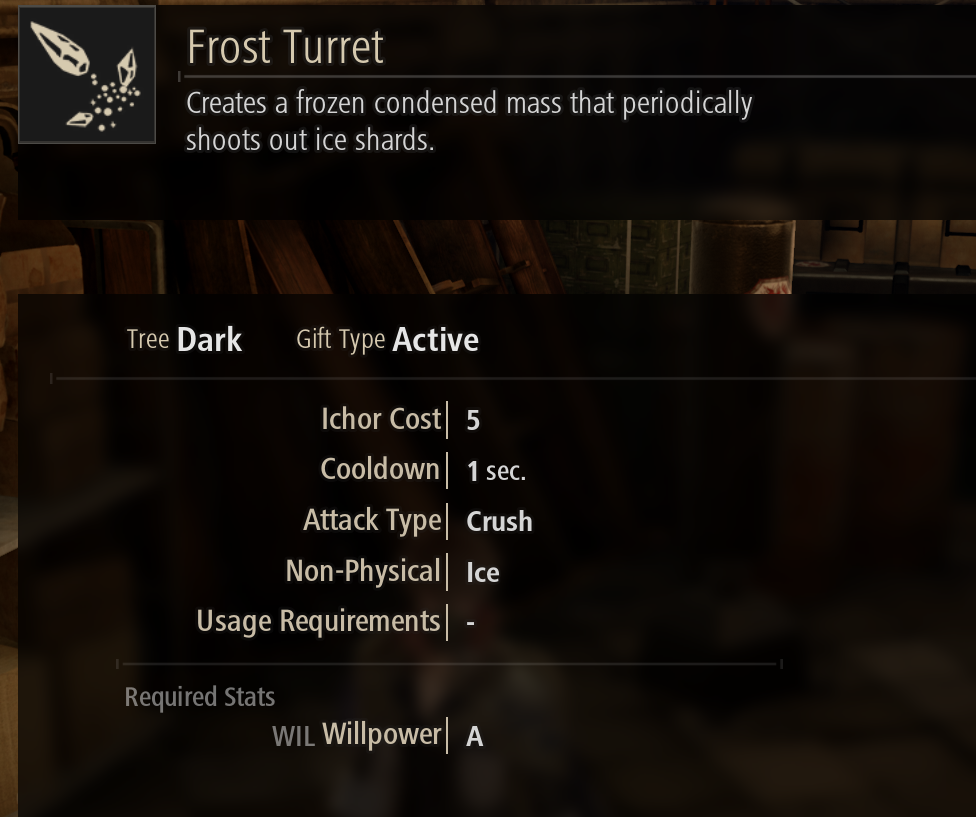 Frost Turret
Creates a frozen condensed mass that periodically
shoots out ice shards.
Tree Dark Gift Type Active
Ichor Cost 5
Cooldown 1 sec.
Attack Type Crush
Non-Physical Ice
Usage Requirements -
Required Stats
WIL Willpower A